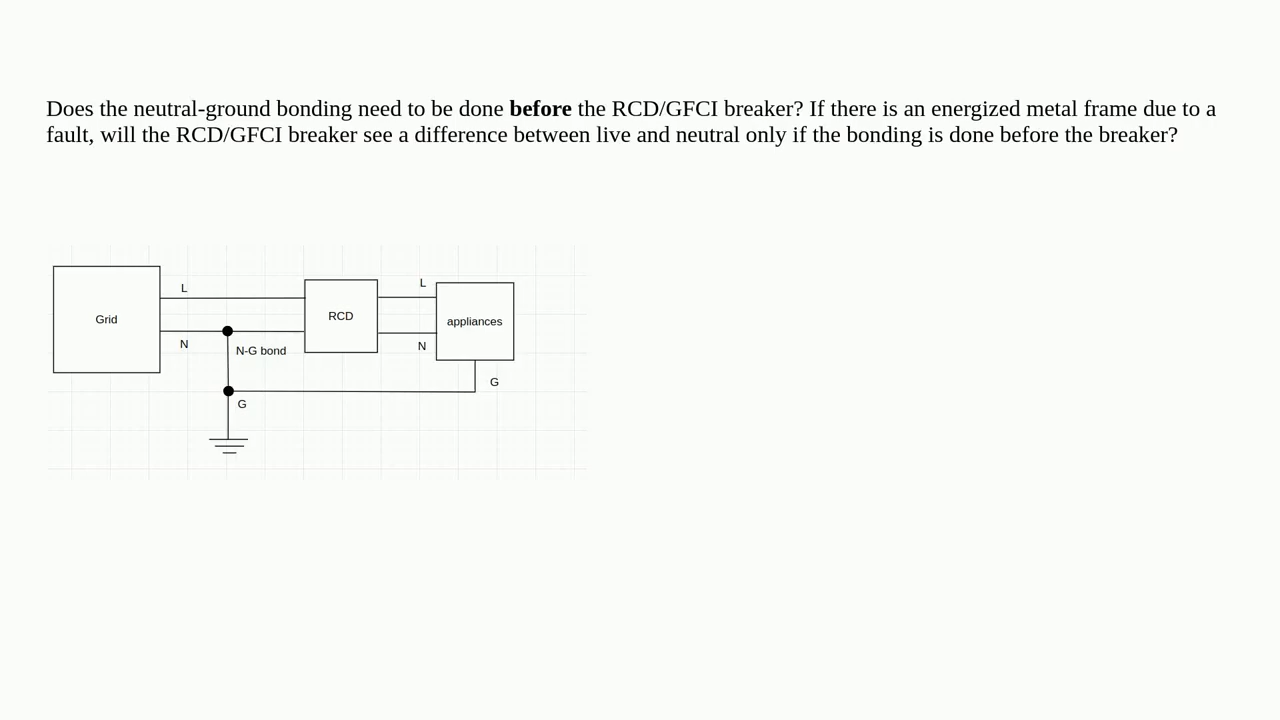 Does the neutral-ground bonding need to be done before the RCD/GFCI breaker? If there is an energized metal frame due to a
fault, will the RCD/GFCI breaker see a difference between live and neutral only if the bonding is done before the breaker?
L
L
Grid
RCD
appliances
N
N-G bond
N
G
G